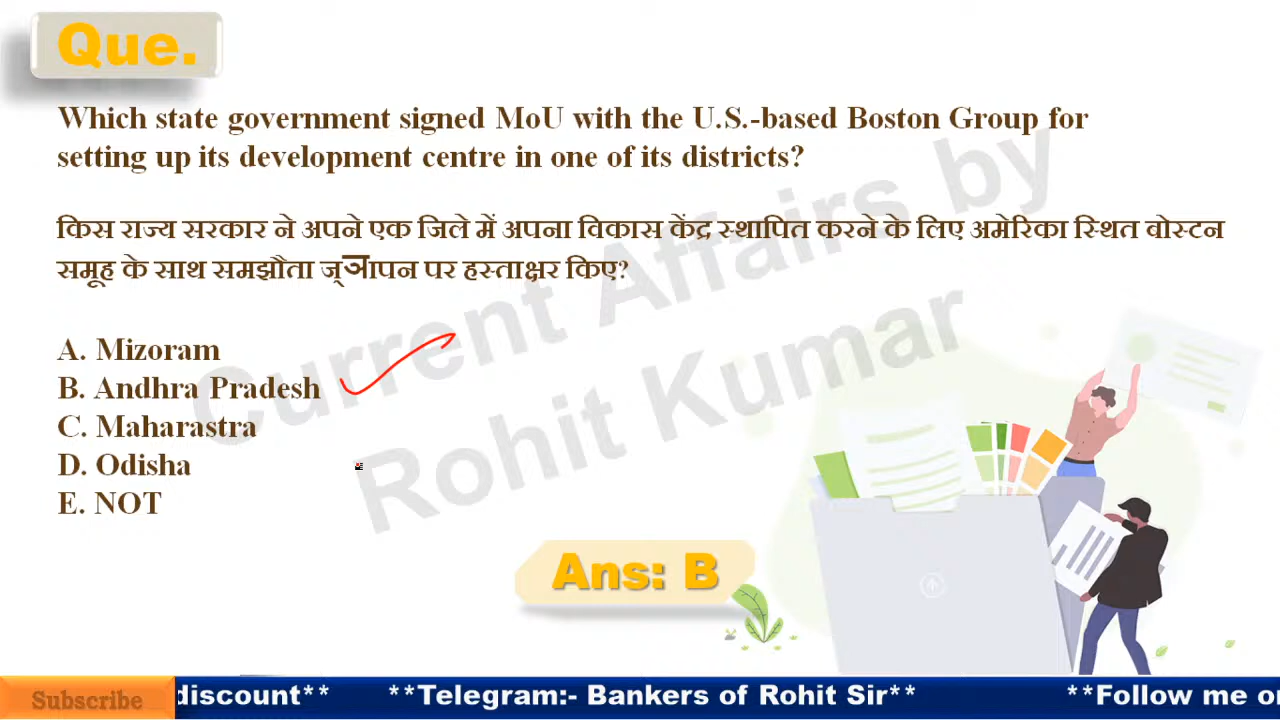 Que.
Which state government signed MoU with the U.S.-based Boston Group for
setting up its development centre in one of its districts?
किस राज्य सरकार ने अपने एक जिले में अपना विकास केंद्र स्थापित करने के लिए अमेरिका स्थित बोस्टन
समूह के साथ समझौता ज्ञापन पर हस्ताक्षर किए?
A. Mizoram
B. Andhra Pradesh
C. Maharastra
D. Odisha
E. NOT
Current Affairs by
Rohit Kumar
Ans: B
Subscribe
discount** **Telegram:- Bankers of Rohit Sir** **Follow me o